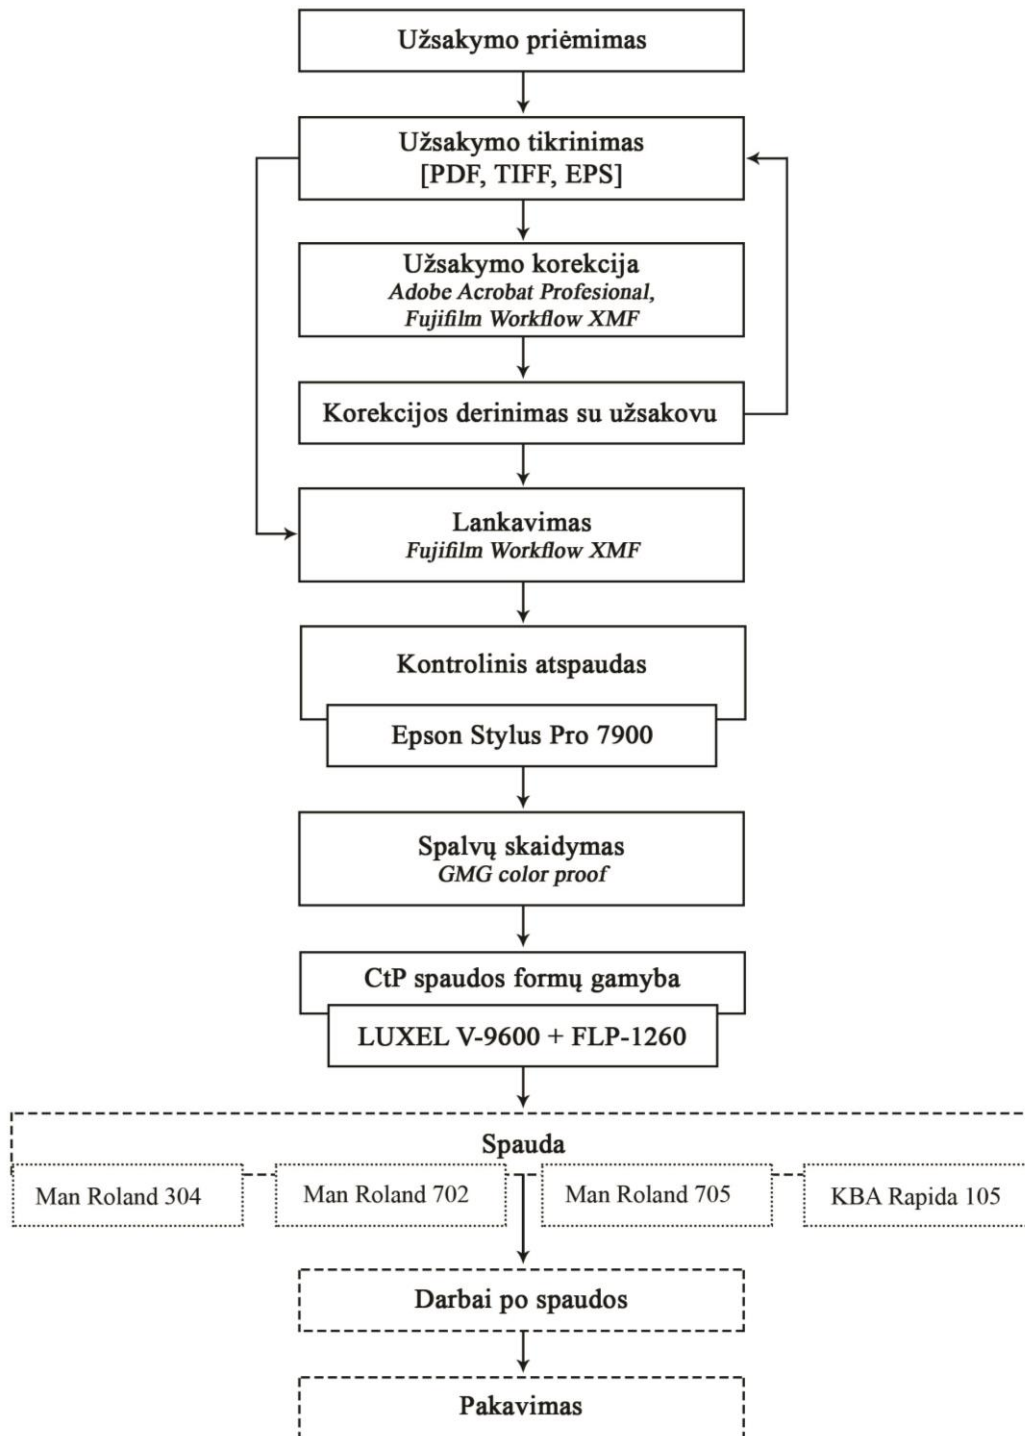 Užsakymo priėmimas
Užsakymo tikrinimas
[PDF, TIFF, EPS]
Užsakymo korekcija
Adobe Acrobat Profesional,
Fujifilm Workflow XMF
Korekcijos derinimas su užsakovu
Lankavimas
Fujifilm Workflow XMF
Kontrolinis atspaudas
Epson Stylus Pro 7900
Spalvų skaidymas
GMG color proof
CtP spaudos formų gamyba
LUXEL V-9600 + FLP-1260
Spauda
Man Roland 304
Man Roland 702
Man Roland 705
KBA Rapida 105
Darbai po spaudos
Pakavimas